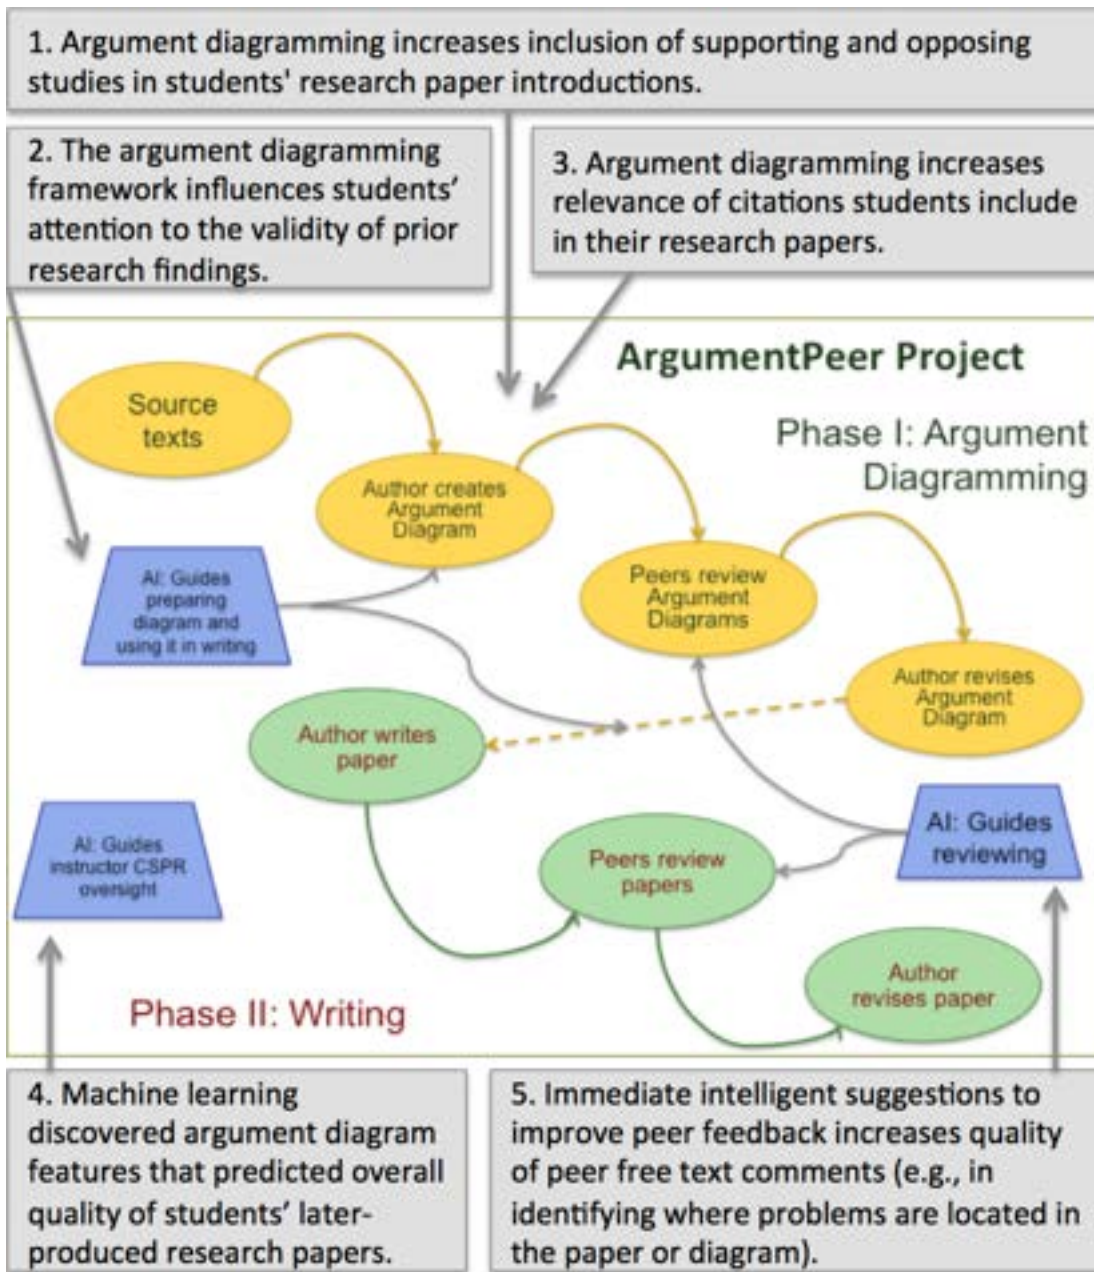 1. Argument diagramming increases inclusion of supporting and opposing
studies in students' research paper introductions.
2. The argument diagramming
framework influences students’
attention to the validity of prior
research findings.
3. Argument diagramming increases
relevance of citations students include
in their research papers.
ArgumentPeer Project
Phase I: Argument
Diagramming
Source
texts
Author creates
Argument
Diagram
Peers review
Argument
Diagrams
Author revises
Argument
Diagram
AI: Guides
preparing
diagram and
using it in writing
Author writes
paper
AI: Guides
reviewing
AI: Guides
instructor CSPR
oversight
Peers review
papers
Author
revises paper
Phase II: Writing
4. Machine learning
discovered argument diagram
features that predicted overall
quality of students’ later-
produced research papers.
5. Immediate intelligent suggestions to
improve peer feedback increases quality
of peer free text comments (e.g., in
identifying where problems are located in
the paper or diagram).